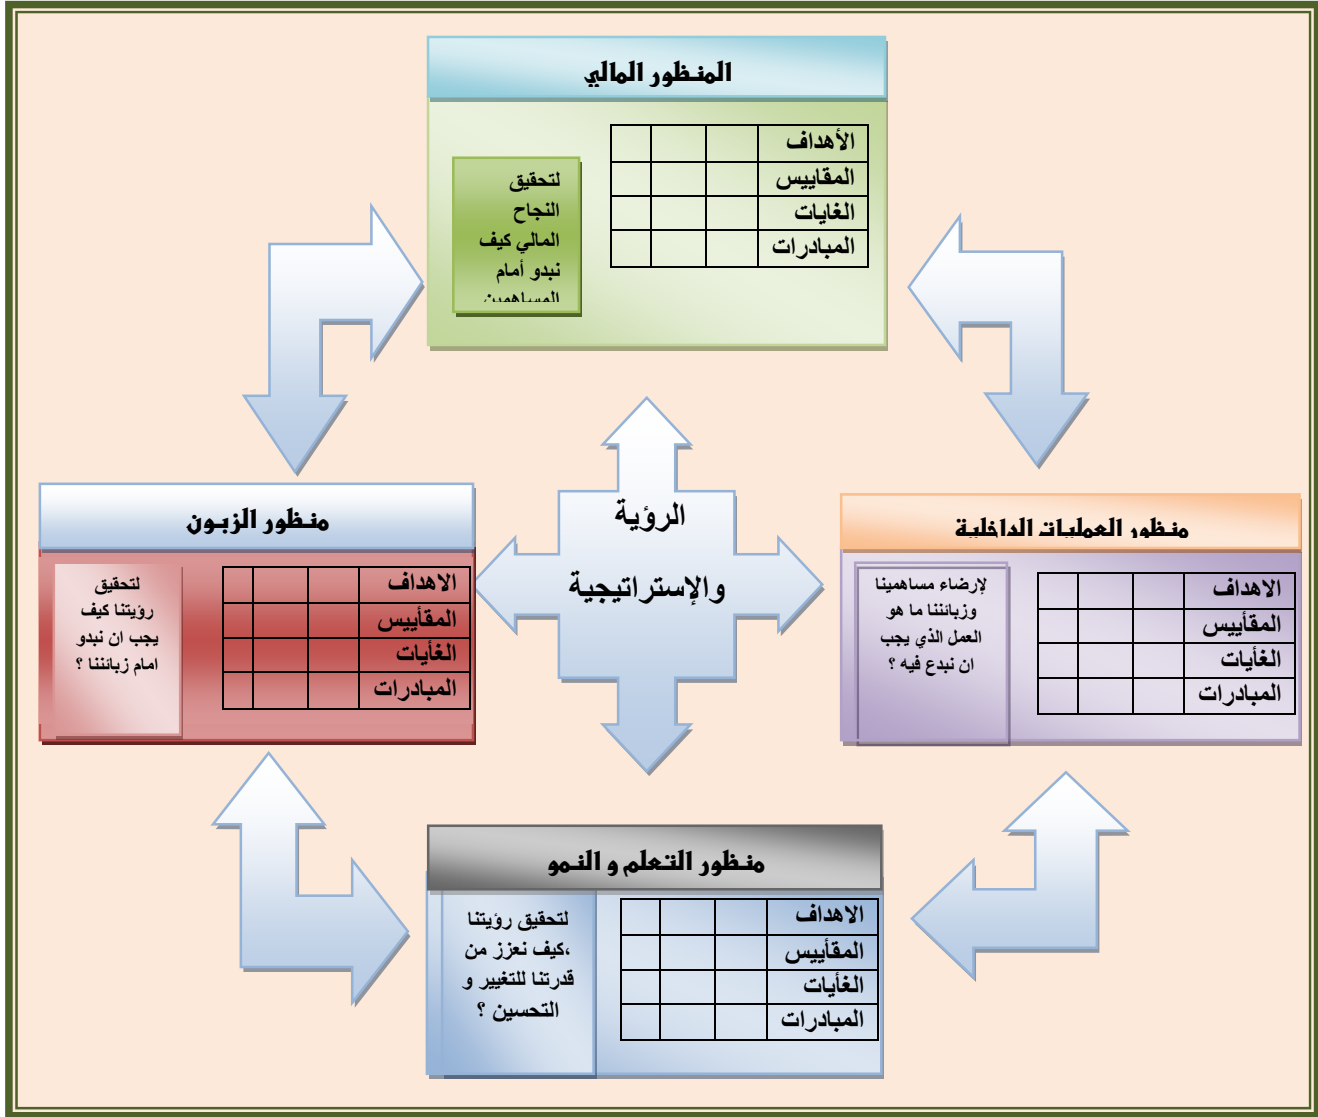 المنظور المالي
الأهداف
المقاييس
الغايات
المبادرات
لتحقيق
النجاح
المالي كيف
نبدو أمام
المساهمين
الرؤية
والإستراتيجية
منظور العمليات الداخلية
الاهداف
المقأييس
الغأيات
المبادرات
لإرضاء مساهمينا
وزبائننا ما هو
العمل الذي يجب
ان نبدع فيه ؟
منظور الزبون
الاهداف
المقأييس
الغأيات
المبادرات
لتحقيق
رؤيتنا كيف
يجب ان نبدو
امام زبائننا ؟
منظور التعلم و النمو
الاهداف
المقأييس
الغأيات
المبادرات
لتحقيق رؤيتنا
،كيف نعزز من
قدرتنا للتغيير و
التحسين ؟